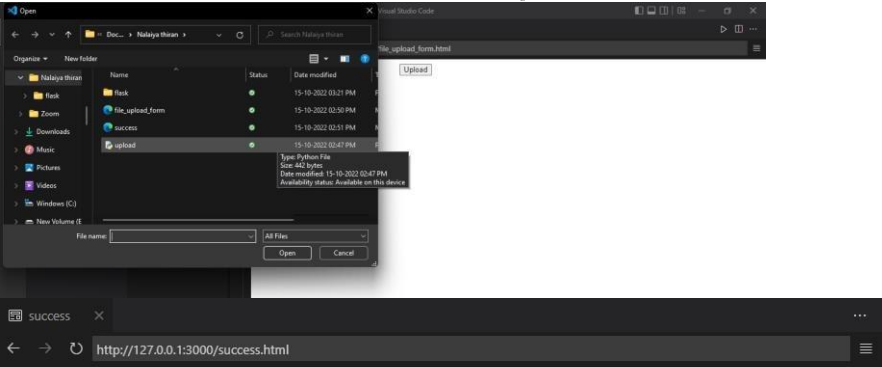 Open
Visual Studio Code
Doc... › Nalaiya thiran ›
Search Nalaiya thiran
file_upload_form.html
Organize
New folder
Upload
Name
Status
Date modified
Nalaiya thiran
flask
Zoom
Downloads
Music
Pictures
Videos
Windows (C:)
New Volume (E
flask
15-10-2022 03:21 PM
file_upload_form
15-10-2022 02:50 PM
success
15-10-2022 02:51 PM
upload
15-10-2022 02:47 PM
Type: Python File
Size: 442 bytes
Date modified: 15-10-2022 02:47 PM
Availability status: Available on this device
File name:
All Files
Open
Cancel
success
http://127.0.0.1:3000/success.html